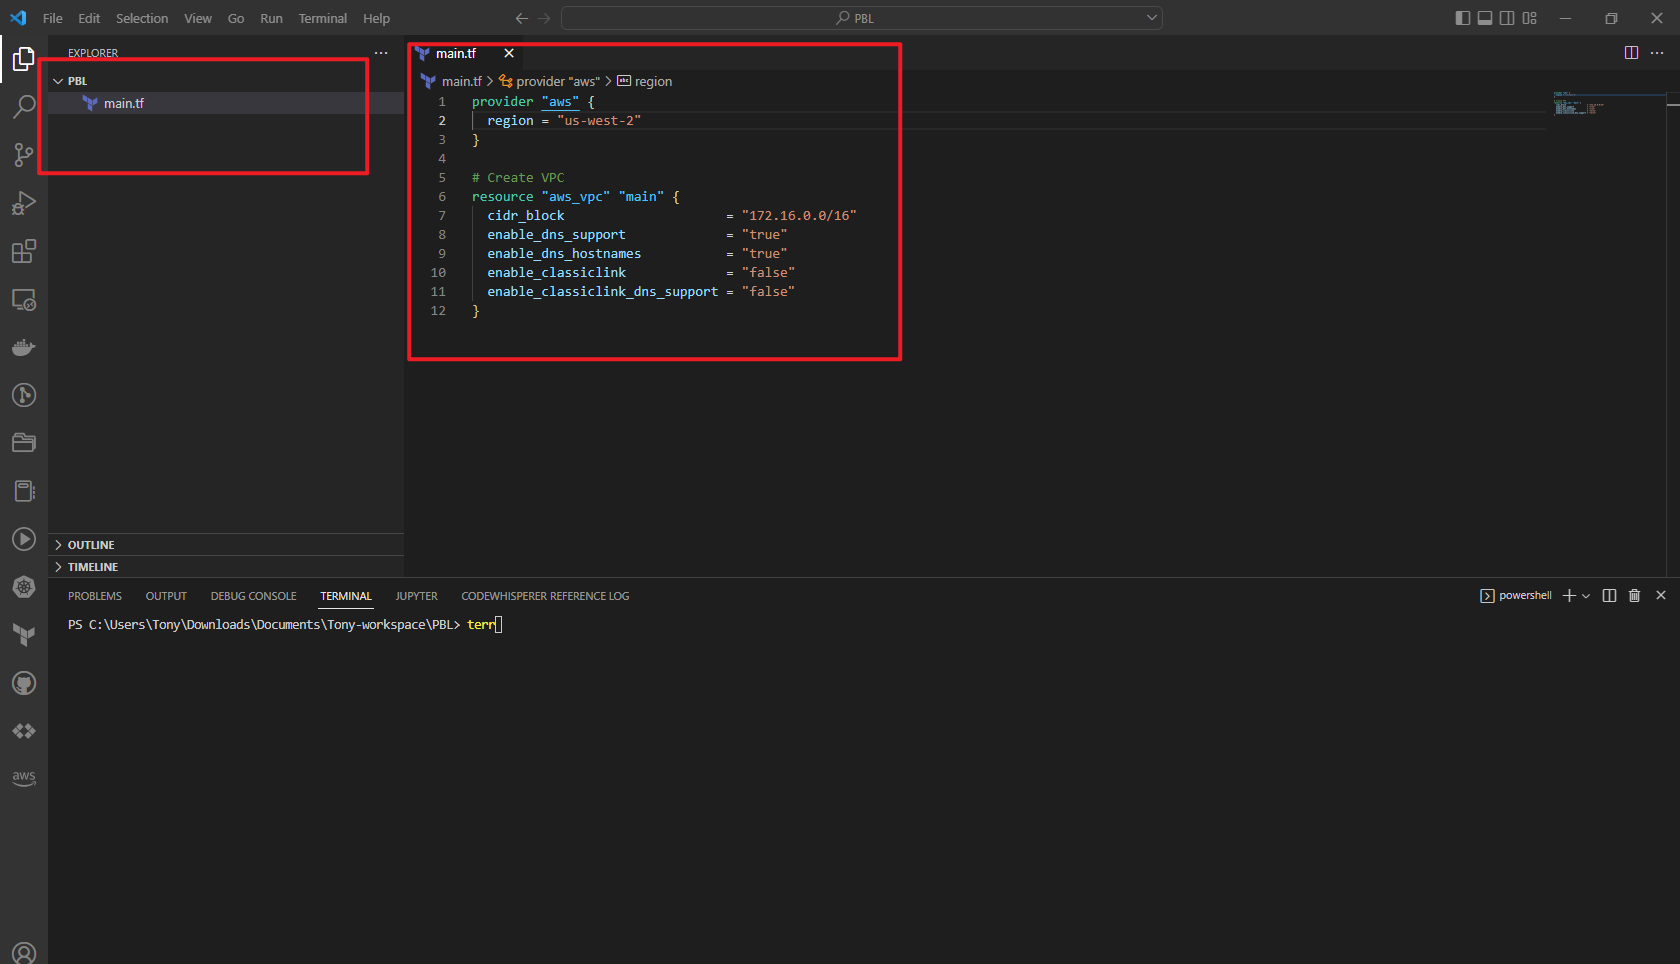 File Edit Selection View Go Run Terminal Help
PBL
EXPLORER
PBL
main.tf
main.tf
main.tf > provider "aws" > region
1 provider "aws" {
2   region = "us-west-2"
3 }
4
5 # Create VPC
6 resource "aws_vpc" "main" {
7   cidr_block                     = "172.16.0.0/16"
8   enable_dns_support             = "true"
9   enable_dns_hostnames           = "true"
10   enable_classiclink             = "false"
11   enable_classiclink_dns_support = "false"
12 }
OUTLINE
TIMELINE
PROBLEMS OUTPUT DEBUG CONSOLE TERMINAL JUPYTER CODEWHISPERER REFERENCE LOG
powershell
PS C:\Users\Tony\Downloads\Documents\Tony-workspace\PBL> terr
aws